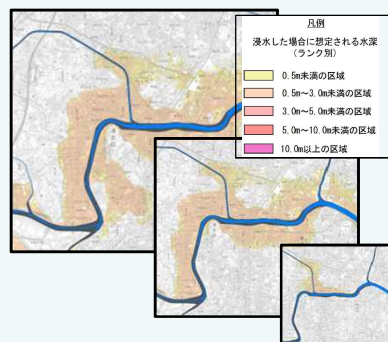 凡例
浸水した場合に想定される水深
(ランク別)
0.5m未満の区域
0.5m～3.0m未満の区域
3.0m～5.0m未満の区域
5.0m～10.0m未満の区域
10.0m以上の区域